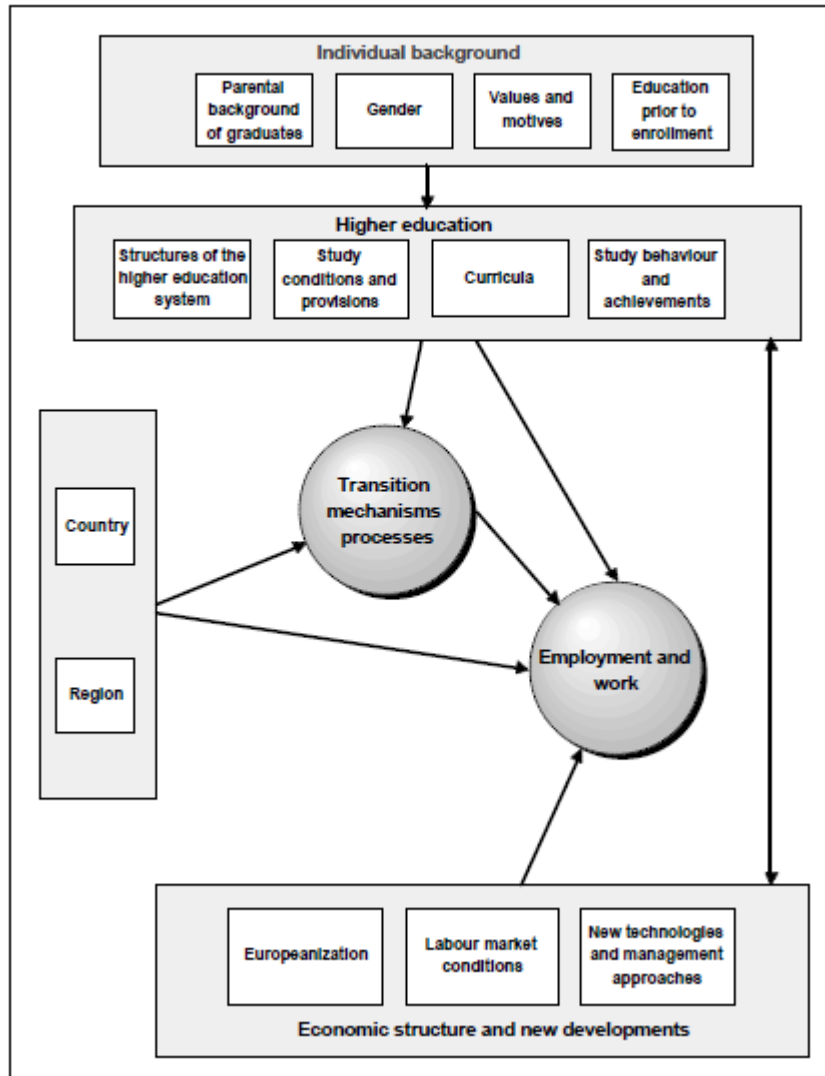 Individual background
Parental
background
of graduates
Gender
Values and
motives
Education
prior to
enrollment
Higher education
Structures of the
higher education
system
Study
conditions and
provisions
Curricula
Study behaviour
and
achievements
Transition
mechanisms
processes
Country
Region
Employment and
work
Europeanization
Labour market
conditions
New technologies
and management
approaches
Economic structure and new developments